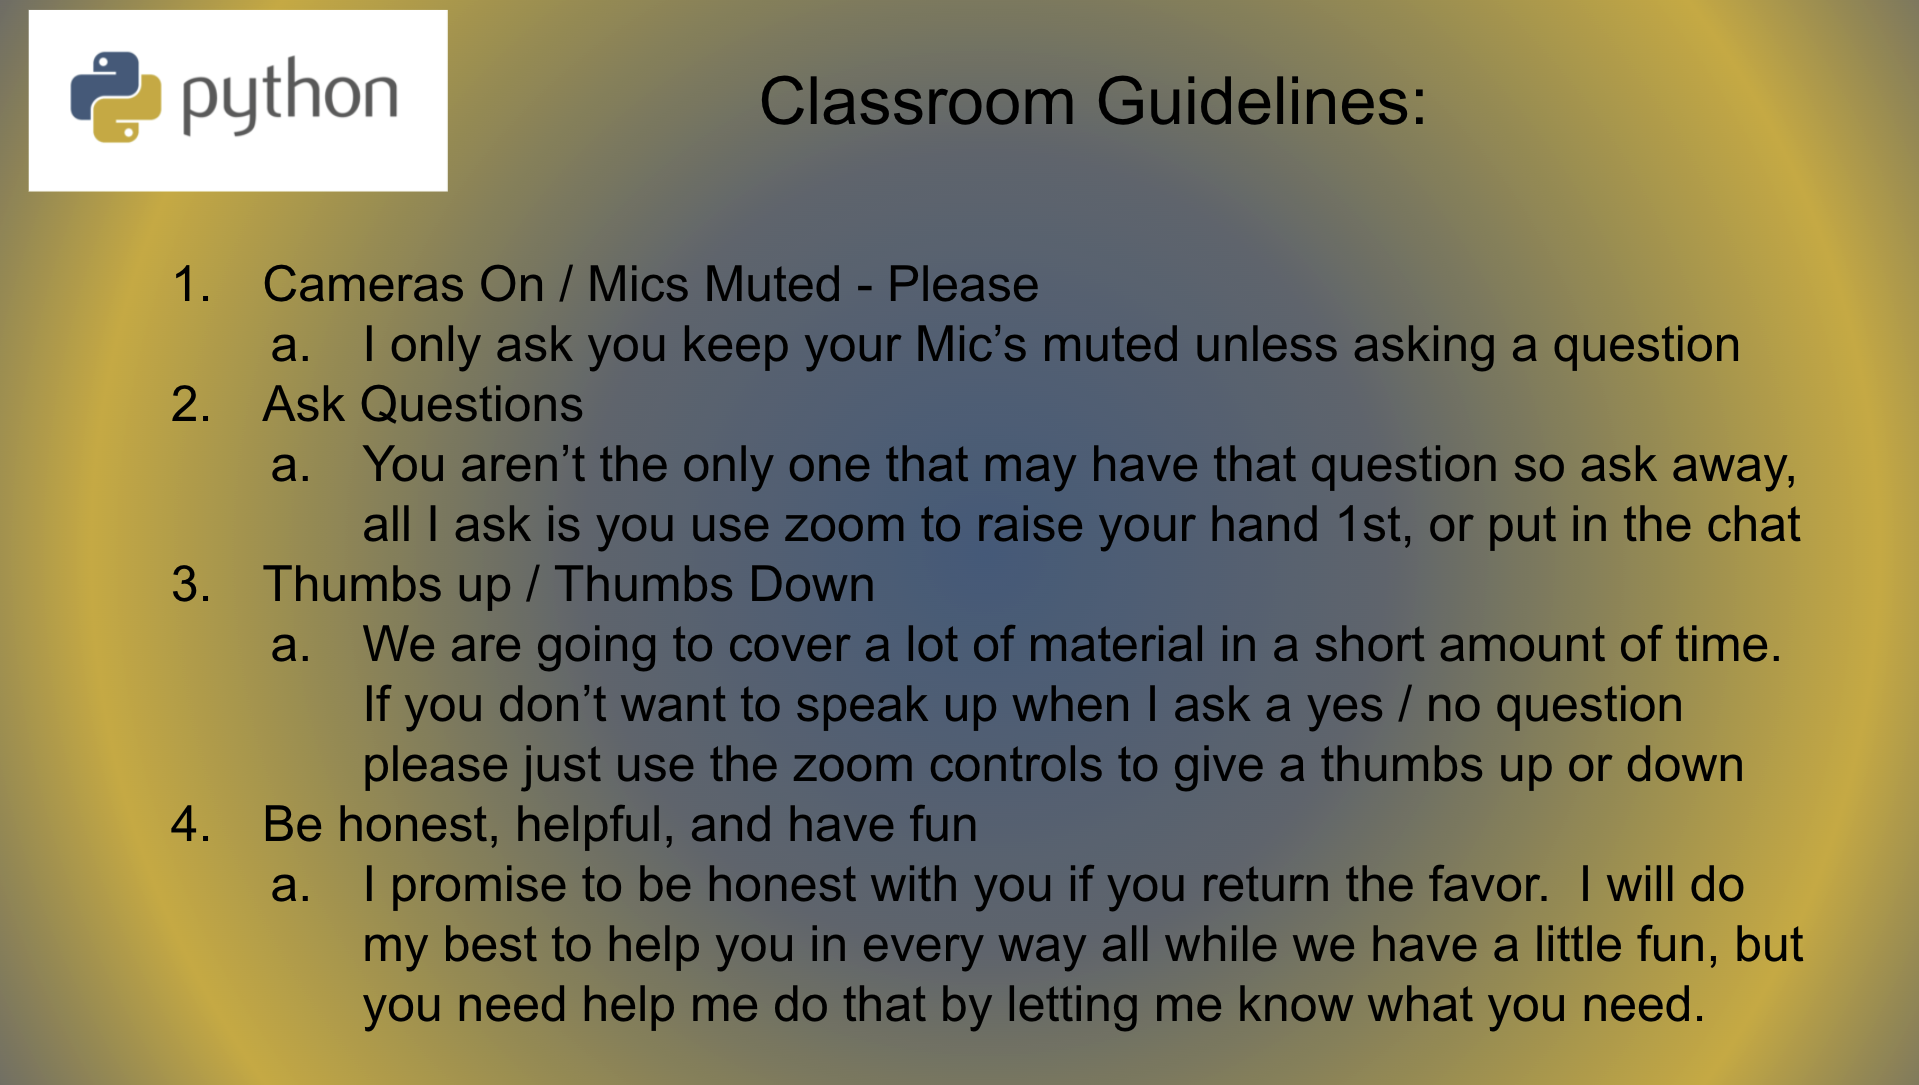 python
Classroom Guidelines:
1. Cameras On / Mics Muted - Please
a. I only ask you keep your Mic’s muted unless asking a question
2. Ask Questions
a. You aren’t the only one that may have that question so ask away,
all I ask is you use zoom to raise your hand 1st, or put in the chat
3. Thumbs up / Thumbs Down
a. We are going to cover a lot of material in a short amount of time.
If you don’t want to speak up when I ask a yes / no question
please just use the zoom controls to give a thumbs up or down
4. Be honest, helpful, and have fun
a. I promise to be honest with you if you return the favor.  I will do
my best to help you in every way all while we have a little fun, but
you need help me do that by letting me know what you need.